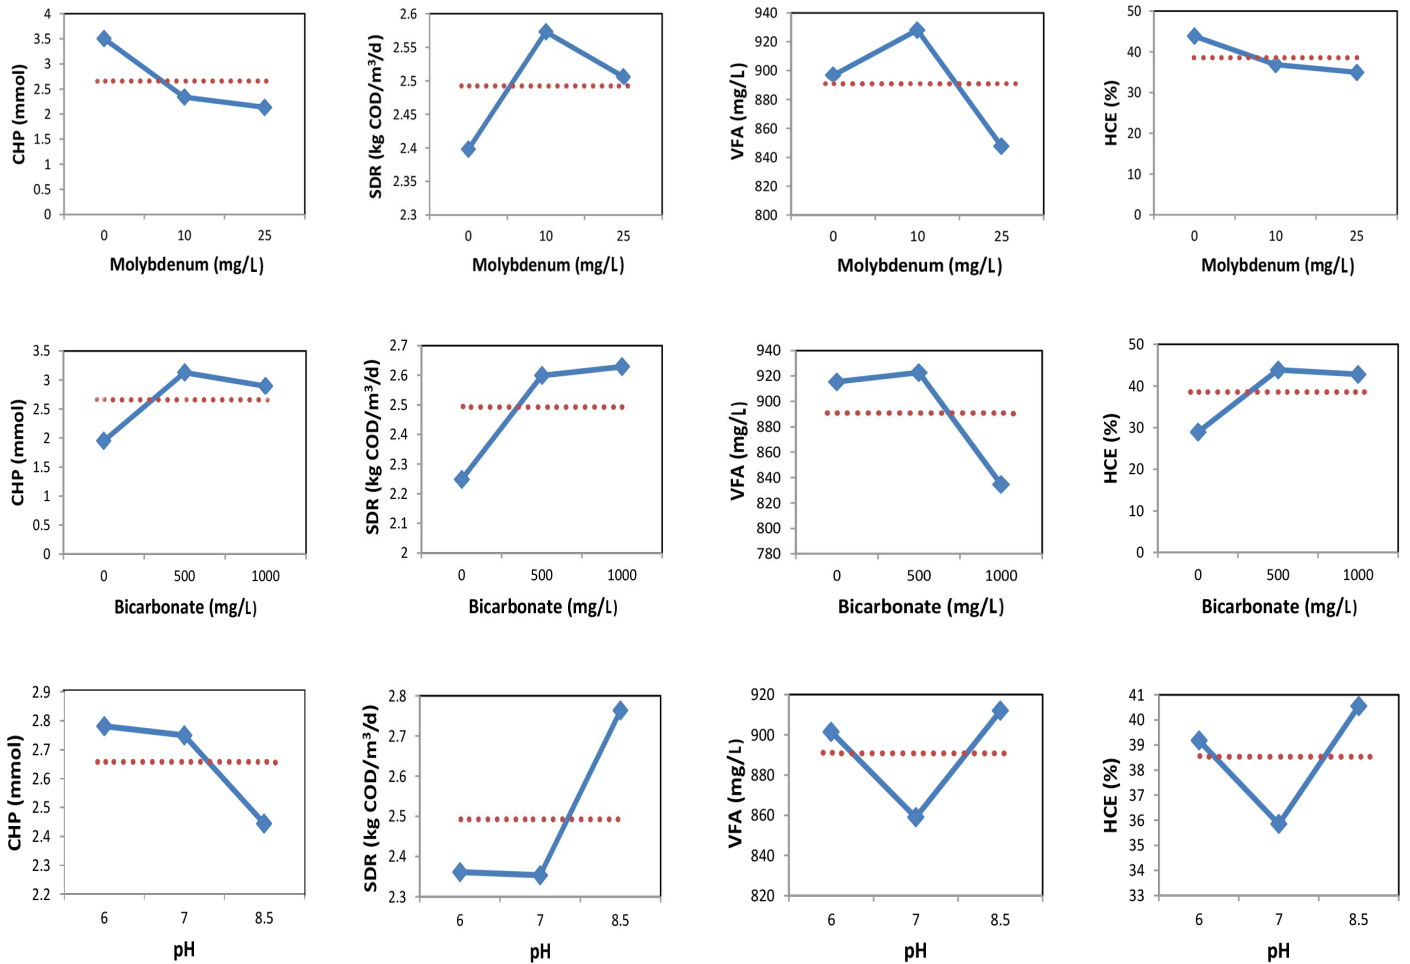 CHP (mmol)
4
3.5
3
2.5
2
1.5
1
0.5
0
0 10 25
Molybdenum (mg/L)
SDR (kg COD/m³/d)
2.6
2.55
2.5
2.45
2.4
2.35
2.3
0 10 25
Molybdenum (mg/L)
VFA (mg/L)
940
920
900
880
860
840
820
800
0 10 25
Molybdenum (mg/L)
HCE (%)
50
40
30
20
10
0
0 10 25
Molybdenum (mg/L)
CHP (mmol)
3.5
3
2.5
2
1.5
1
0.5
0
0 500 1000
Bicarbonate (mg/L)
SDR (kg COD/m³/d)
2.7
2.6
2.5
2.4
2.3
2.2
2.1
2
0 500 1000
Bicarbonate (mg/L)
VFA (mg/L)
940
920
900
880
860
840
820
800
780
0 500 1000
Bicarbonate (mg/L)
HCE (%)
50
40
30
20
10
0
0 500 1000
Bicarbonate (mg/L)
CHP (mmol)
2.9
2.8
2.7
2.6
2.5
2.4
2.3
2.2
6 7 8.5
pH
SDR (kg COD/m³/d)
2.8
2.7
2.6
2.5
2.4
2.3
6 7 8.5
pH
VFA (mg/L)
920
900
880
860
840
820
6 7 8.5
pH
HCE (%)
41
40
39
38
37
36
35
34
33
6 7 8.5
pH